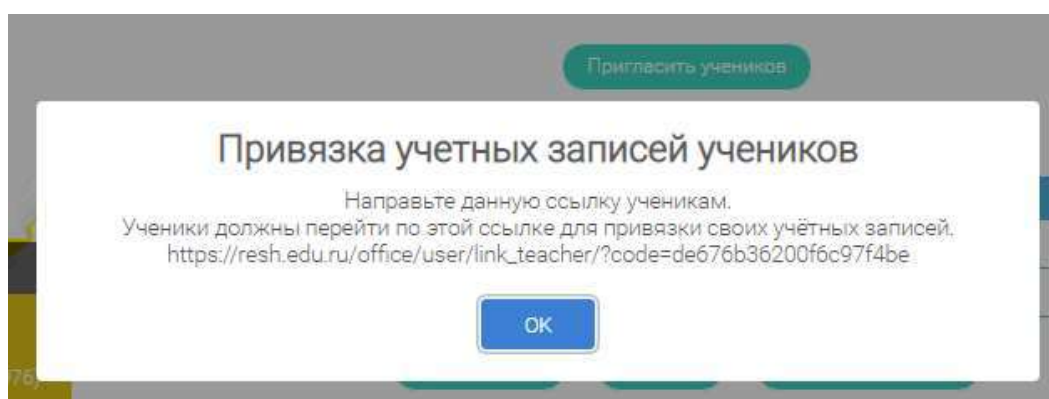 Пригласить учеников
Привязка учетных записей учеников
Направьте данную ссылку ученикам.
Ученики должны перейти по этой ссылке для привязки своих учётных записей.
https://resh.edu.ru/office/user/link_teacher/?code=de676b36200f6c97f4be
OK
76)